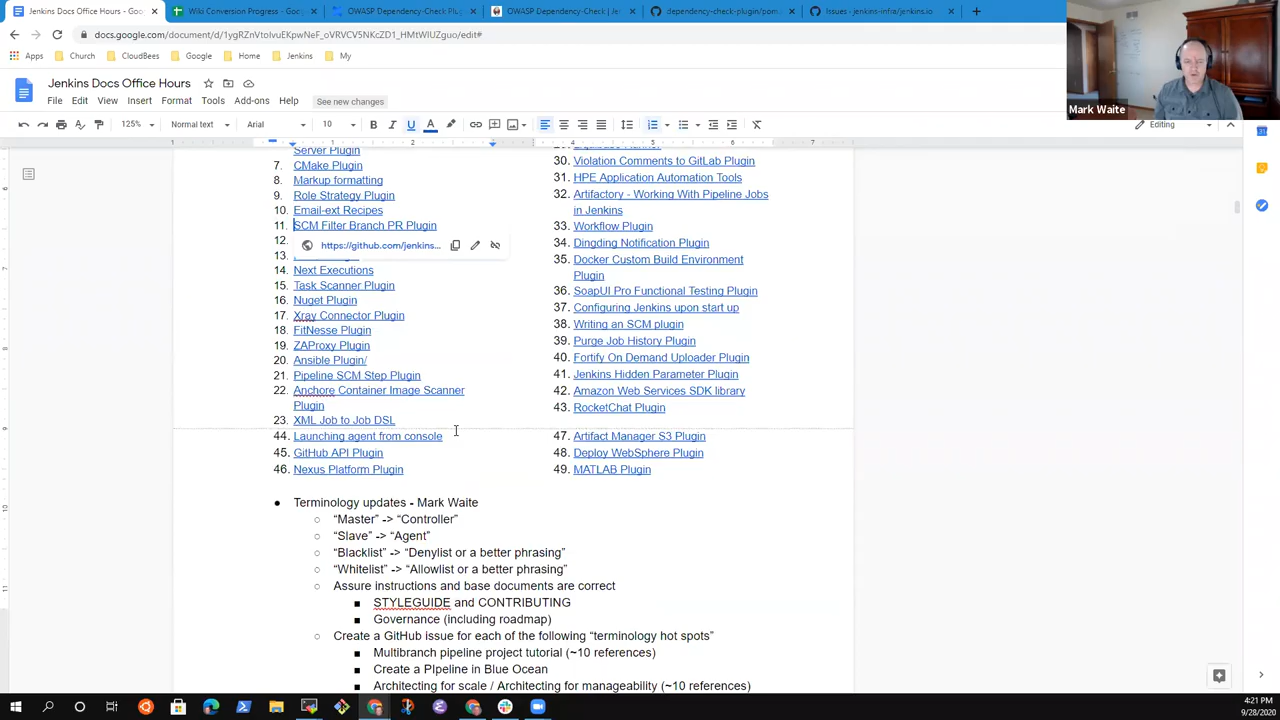 Jenkins Docs Office Hours - Goo
Wiki Conversion Progress - Goog
OWASP Dependency-Check Plug
OWASP Dependency-Check | Jen
dependency-check-plugin/pom.
Issues · jenkins-infra/jenkins.io
docs.google.com/document/d/1ygRZnVtoIvuEKpwNeF_oVRVCV5NKcZD1_HMtWIUZguo/edit#
Apps
Church
CloudBees
Google
Home
Jenkins
My
Mark Waite
Jenkins Docs Office Hours
File
Edit
View
Insert
Format
Tools
Add-ons
Help
See new changes
125%
Normal text
Arial
10
Editing
Server Plugin
7. CMake Plugin
8. Markup formatting
9. Role Strategy Plugin
10. Email-ext Recipes
11. SCM Filter Branch PR Plugin
https://github.com/jenkins...
12.
13.
14. Next Executions
15. Task Scanner Plugin
16. Nuget Plugin
17. Xray Connector Plugin
18. FitNesse Plugin
19. ZAProxy Plugin
20. Ansible Plugin/
21. Pipeline SCM Step Plugin
22. Anchore Container Image Scanner
Plugin
23. XML Job to Job DSL
30. Violation Comments to GitLab Plugin
31. HPE Application Automation Tools
32. Artifactory - Working With Pipeline Jobs
in Jenkins
33. Workflow Plugin
34. Dingding Notification Plugin
35. Docker Custom Build Environment
Plugin
36. SoapUI Pro Functional Testing Plugin
37. Configuring Jenkins upon start up
38. Writing an SCM plugin
39. Purge Job History Plugin
40. Fortify On Demand Uploader Plugin
41. Jenkins Hidden Parameter Plugin
42. Amazon Web Services SDK library
43. RocketChat Plugin
44. Launching agent from console
45. GitHub API Plugin
46. Nexus Platform Plugin
47. Artifact Manager S3 Plugin
48. Deploy WebSphere Plugin
49. MATLAB Plugin
● Terminology updates - Mark Waite
○ “Master” -> “Controller”
○ “Slave” -> “Agent”
○ “Blacklist” -> “Denylist or a better phrasing”
○ “Whitelist” -> “Allowlist or a better phrasing”
○ Assure instructions and base documents are correct
■ STYLEGUIDE and CONTRIBUTING
■ Governance (including roadmap)
○ Create a GitHub issue for each of the following “terminology hot spots”
■ Multibranch pipeline project tutorial (~10 references)
■ Create a PIpeline in Blue Ocean
■ Architecting for scale / Architecting for manageability (~10 references)
4:21 PM
9/28/2020